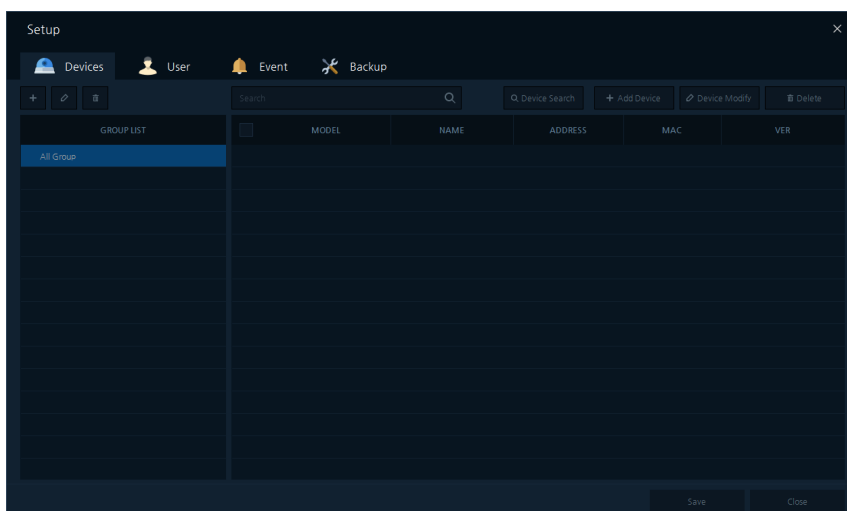 Setup
Devices User Event Backup
Search Device Search Add Device Device Modify Delete
GROUP LIST MODEL NAME ADDRESS MAC VER
All Group
Save Close